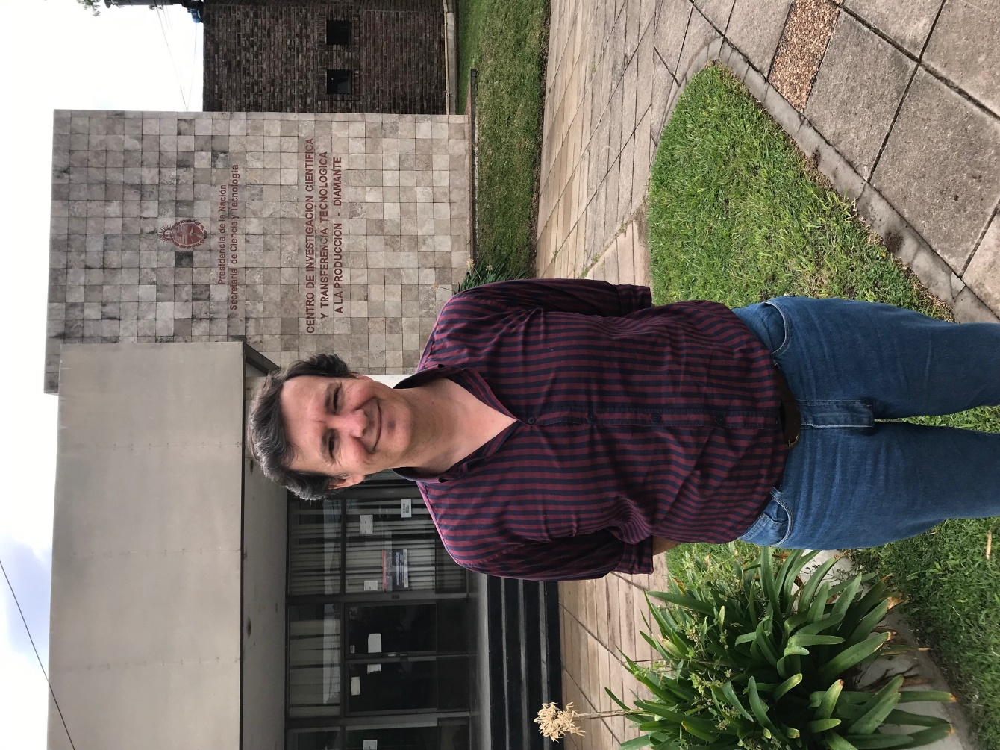 Presidencia de la Nación
Secretaría de Ciencia y Tecnología
CENTRO DE INVESTIGACION CIENTIFICA
Y TRANSFERENCIA TECNOLOGICA
A LA PRODUCCION - DIAMANTE